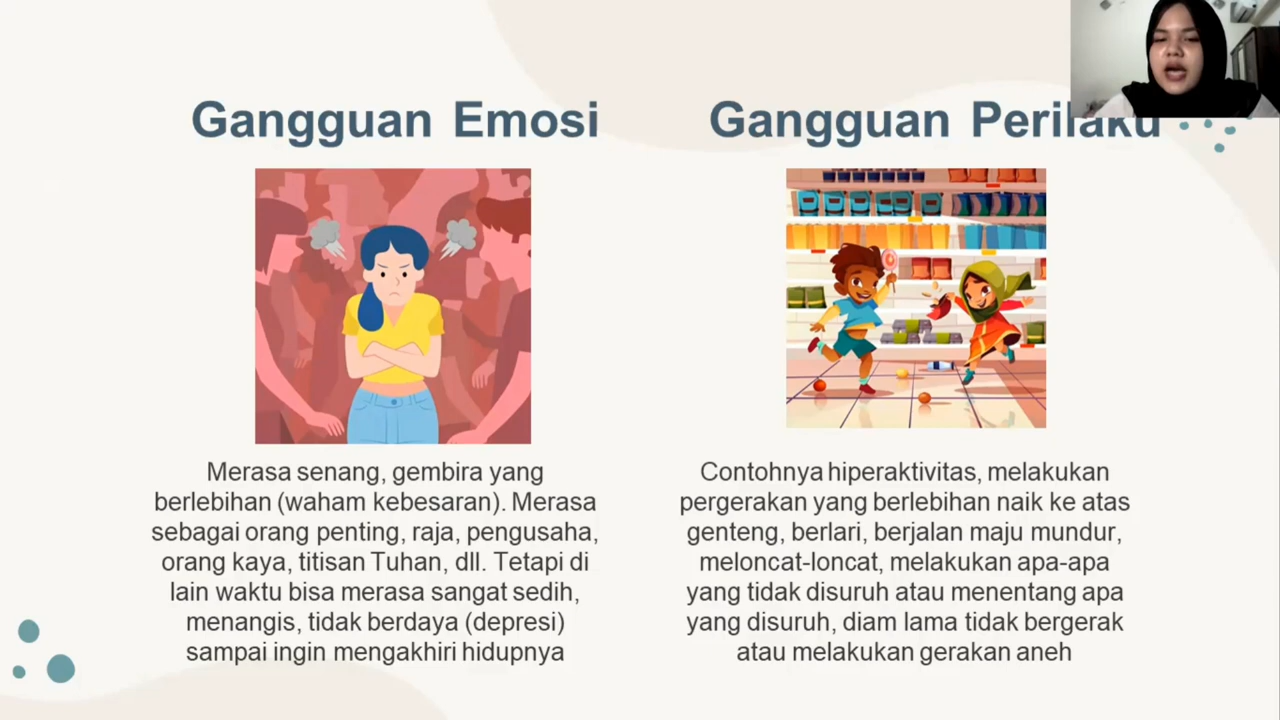 Gangguan Emosi
Merasa senang, gembira yang
berlebihan (waham kebesaran). Merasa
sebagai orang penting, raja, pengusaha,
orang kaya, titisan Tuhan, dll. Tetapi di
lain waktu bisa merasa sangat sedih,
menangis, tidak berdaya (depresi)
sampai ingin mengakhiri hidupnya
Gangguan Perilaku
Contohnya hiperaktivitas, melakukan
pergerakan yang berlebihan naik ke atas
genteng, berlari, berjalan maju mundur,
meloncat-loncat, melakukan apa-apa
yang tidak disuruh atau menentang apa
yang disuruh, diam lama tidak bergerak
atau melakukan gerakan aneh